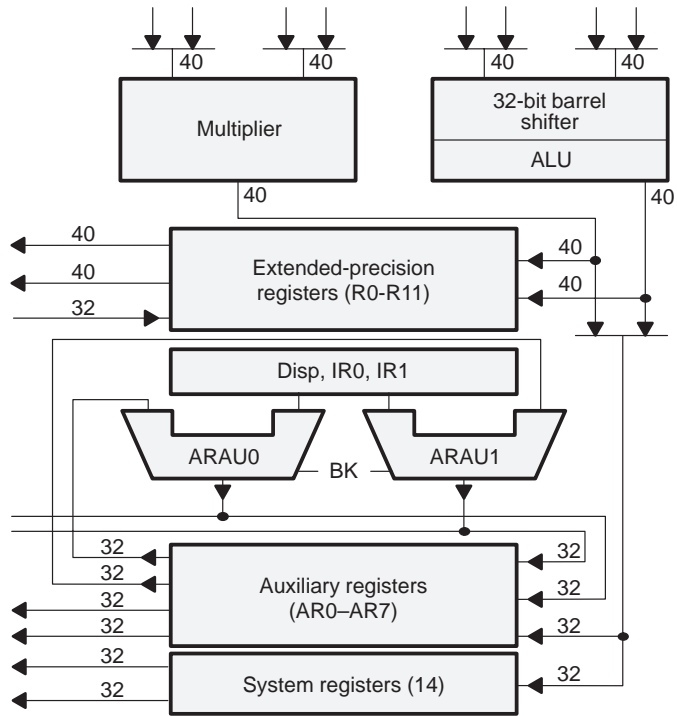 40 40 40 40
Multiplier
32-bit barrel
shifter
ALU
40 40
40
40
32
Extended-precision
registers (R0-R11)
40
40
Disp, IR0, IR1
ARAU0
BK
ARAU1
32
32
32
32
Auxiliary registers
(AR0–AR7)
32
32
32
32
32
System registers (14)
32